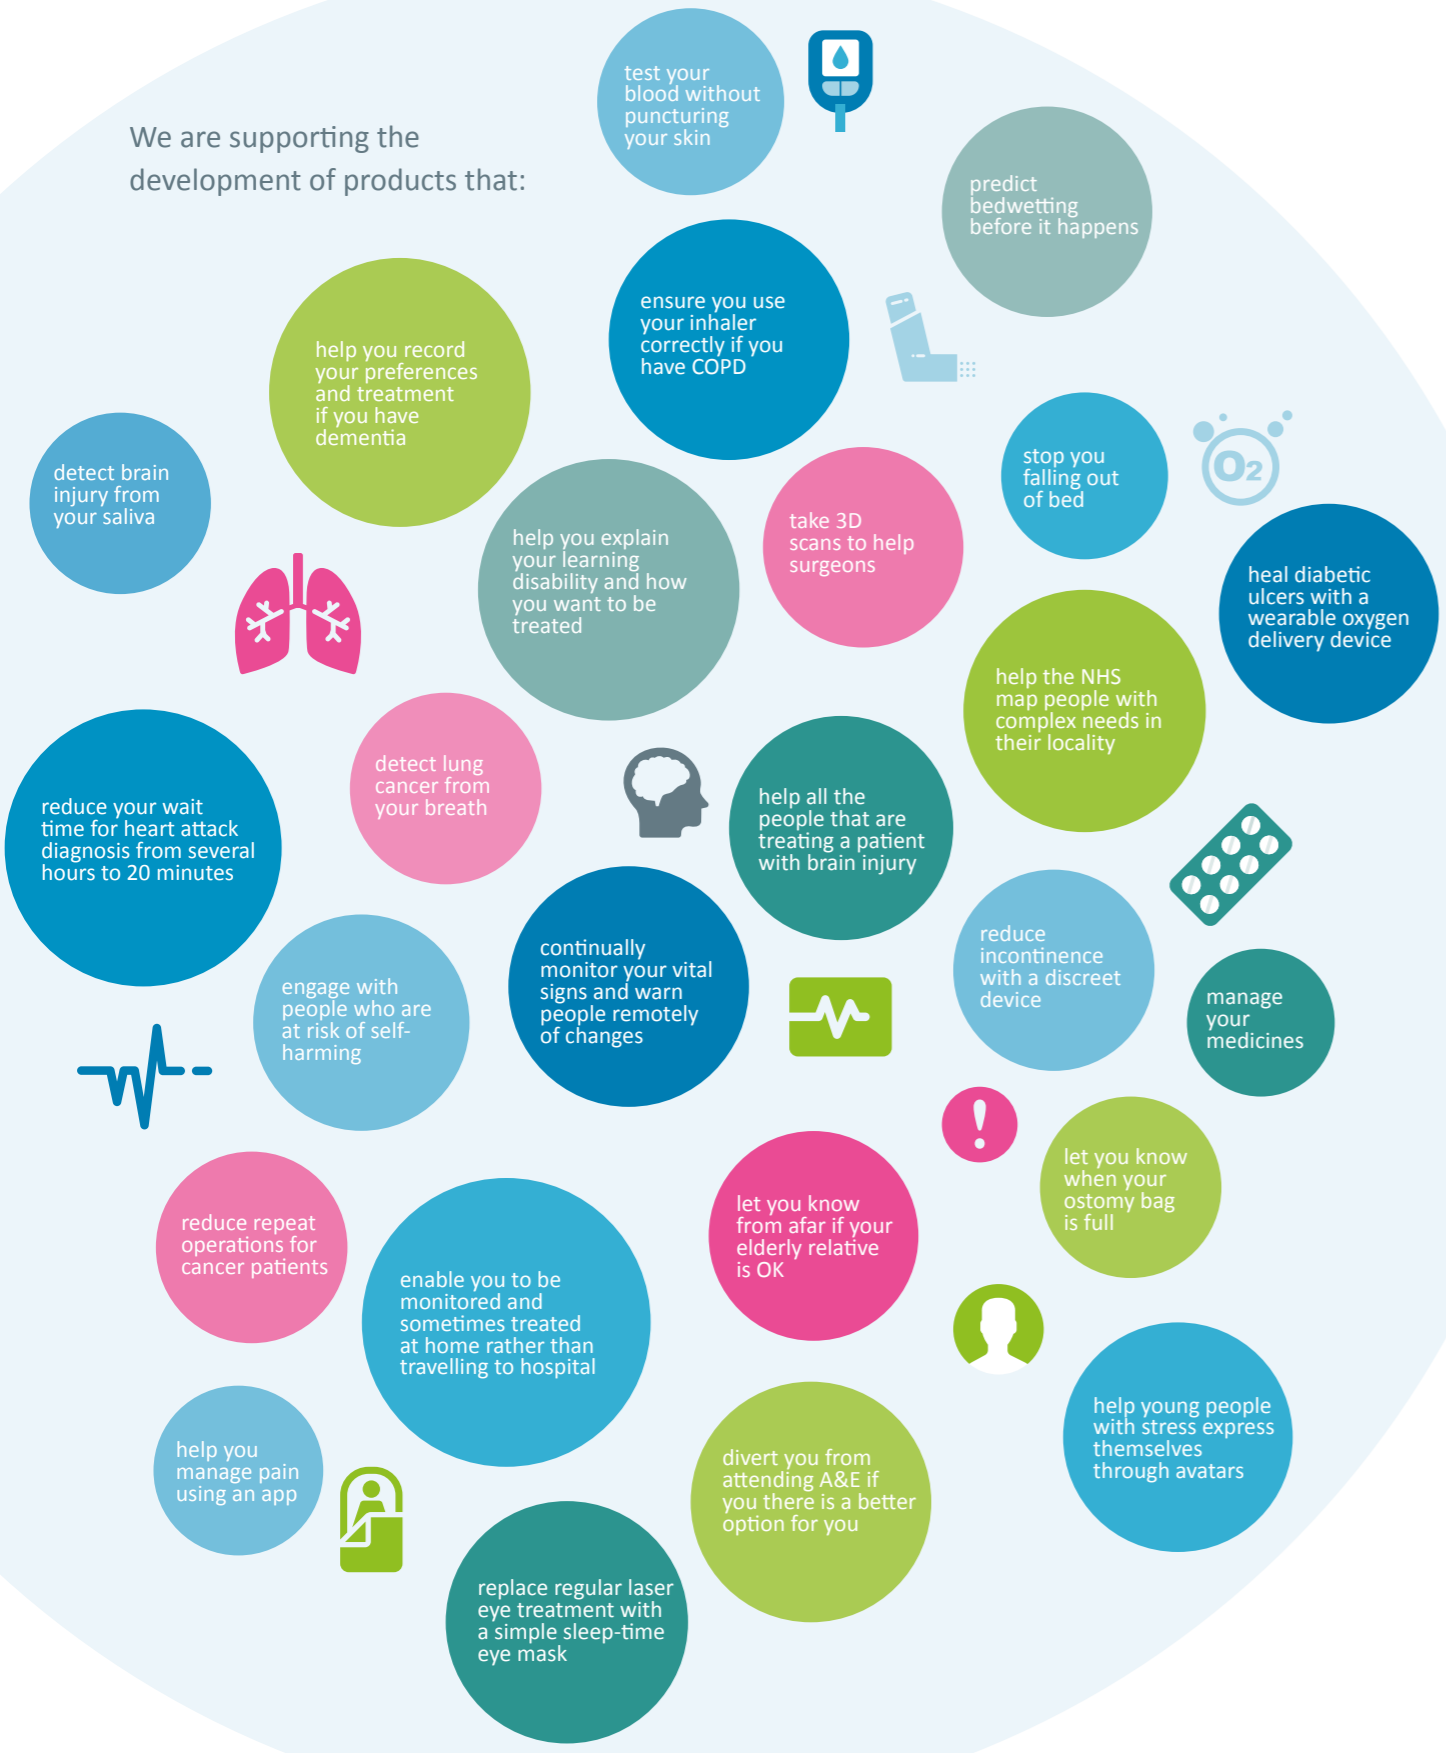 We are supporting the
development of products that:
test your
blood without
puncturing
your skin
predict
bedwetting
before it happens
ensure you use
your inhaler
correctly if you
have COPD
help you record
your preferences
and treatment
if you have
dementia
detect brain
injury from
your saliva
stop you
falling out
of bed
O2
take 3D
scans to help
surgeons
help you explain
your learning
disability and how
you want to be
treated
heal diabetic
ulcers with a
wearable oxygen
delivery device
help the NHS
map people with
complex needs in
their locality
detect lung
cancer from
your breath
reduce your wait
time for heart attack
diagnosis from several
hours to 20 minutes
help all the
people that are
treating a patient
with brain injury
reduce
incontinence
with a discreet
device
continually
monitor your vital
signs and warn
people remotely
of changes
engage with
people who are
at risk of self-
harming
manage
your
medicines
!
let you know
when your
ostomy bag
is full
let you know
from afar if your
elderly relative
is OK
reduce repeat
operations for
cancer patients
enable you to be
monitored and
sometimes treated
at home rather than
travelling to hospital
help young people
with stress express
themselves
through avatars
help you
manage pain
using an app
divert you from
attending A&E if
you there is a better
option for you
replace regular laser
eye treatment with
a simple sleep-time
eye mask